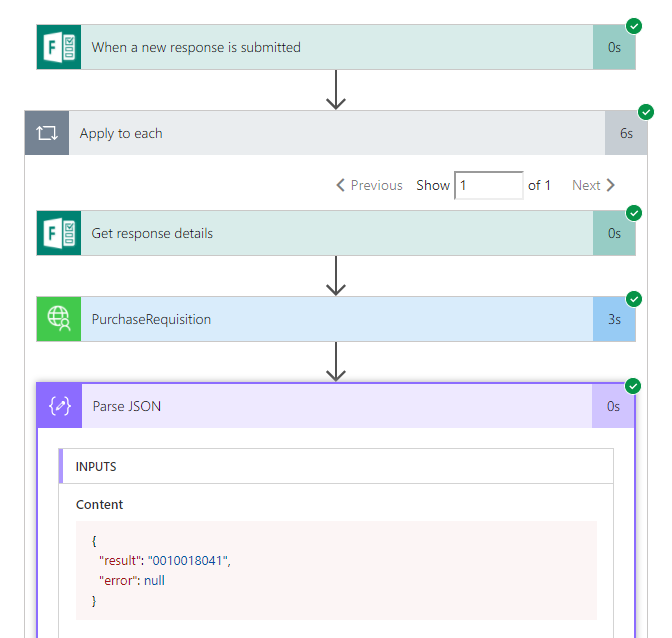 When a new response is submitted 0s
Apply to each 6s
Previous Show 1 of 1 Next
Get response details 0s
PurchaseRequisition 3s
Parse JSON 0s
INPUTS
Content
{
"result": "0010018041",
"error": null
}